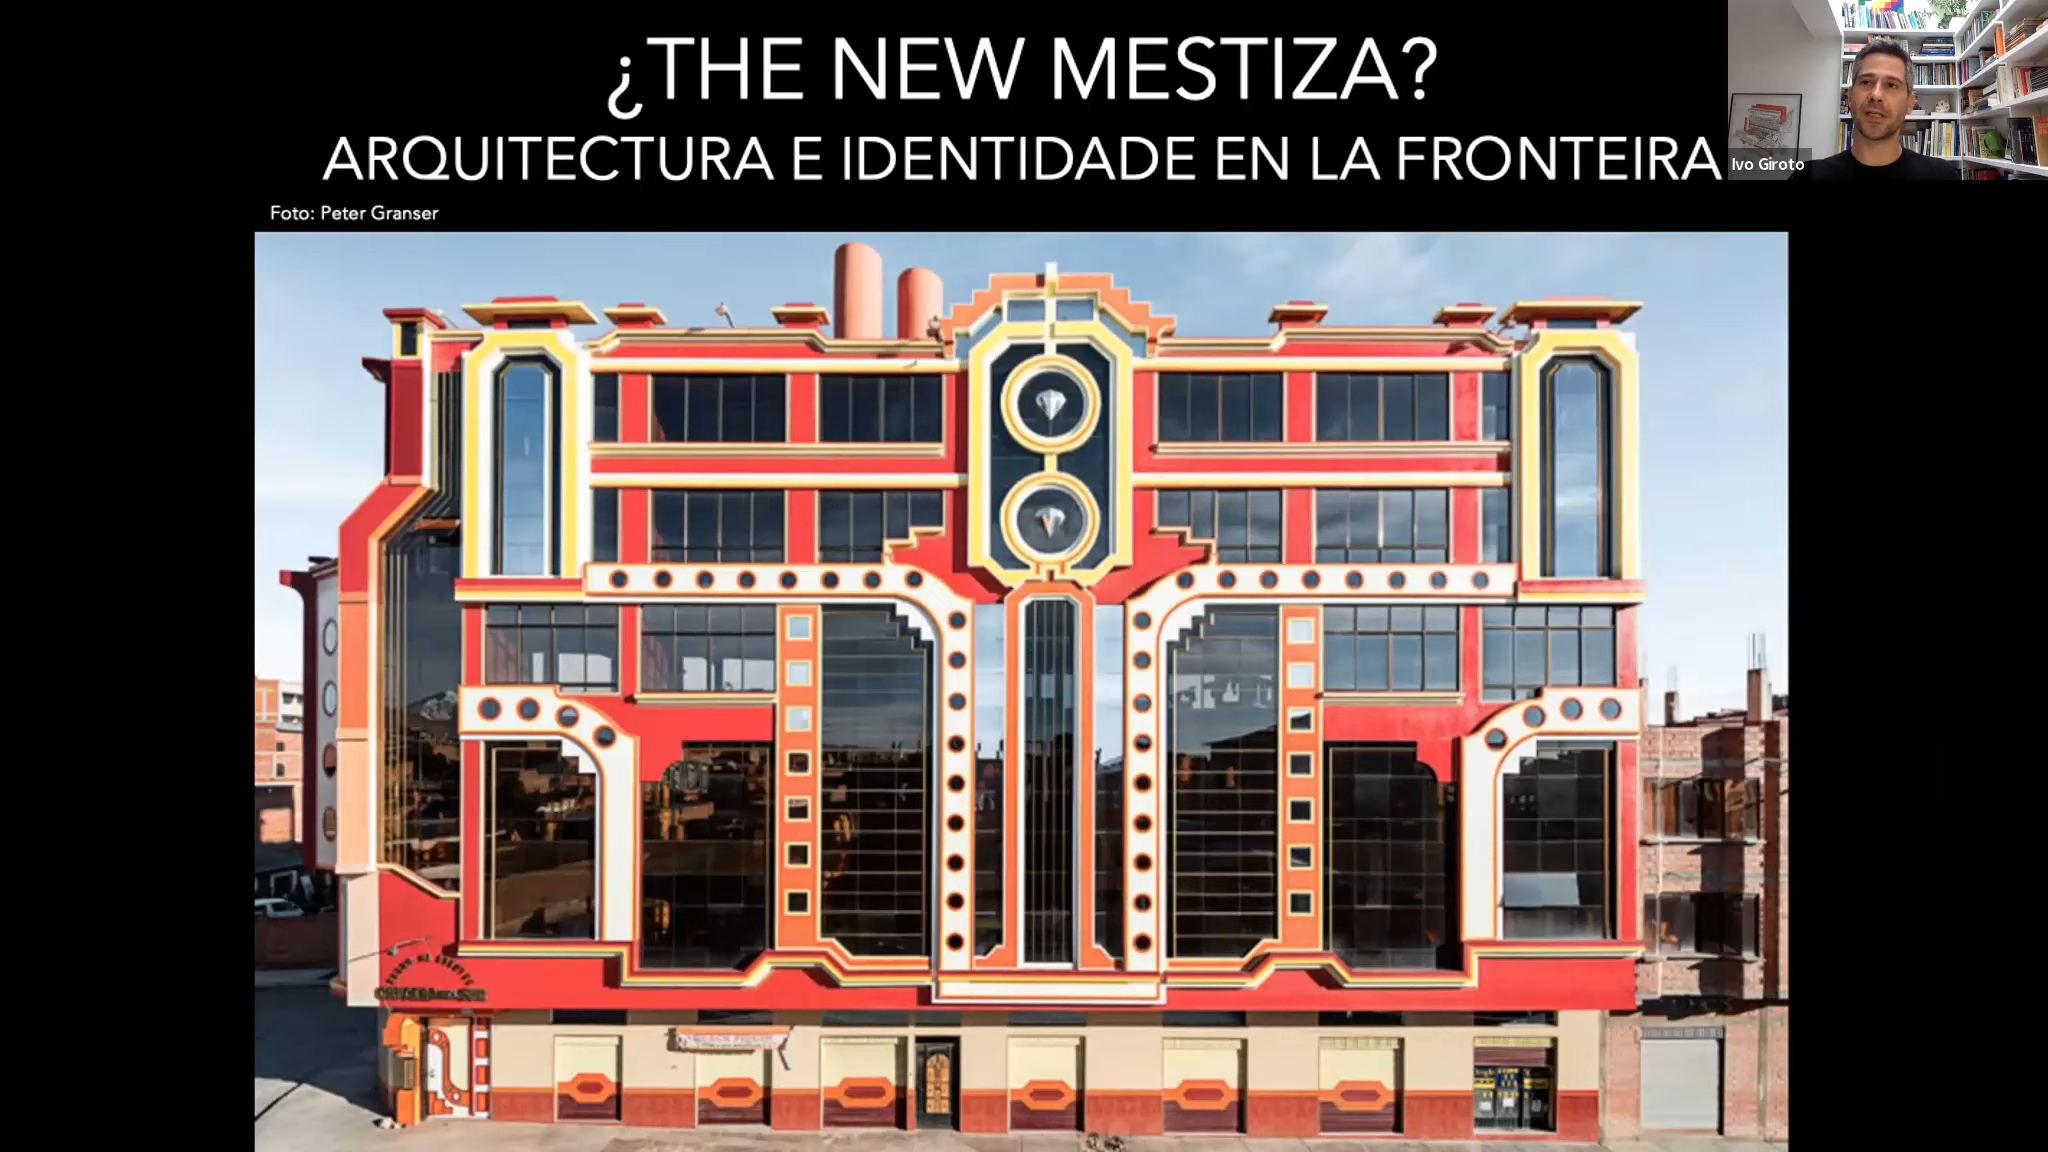 ¿THE NEW MESTIZA?
ARQUITECTURA E IDENTIDADE EN LA FRONTEIRA
Ivo Giroto
Foto: Peter Granser